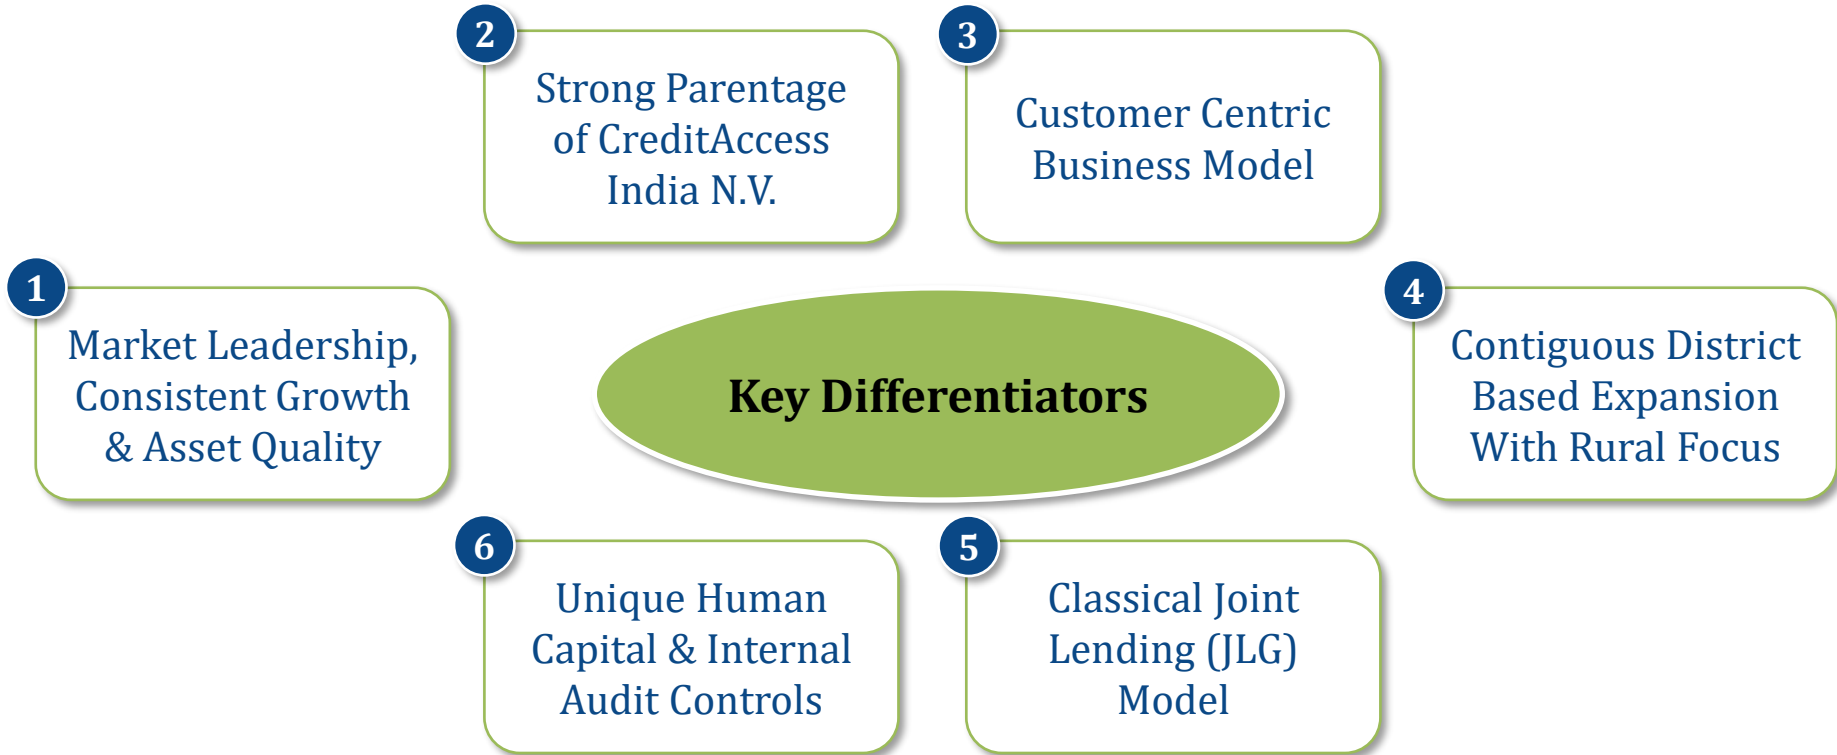 1
Market Leadership,
Consistent Growth
& Asset Quality
2
Strong Parentage
of CreditAccess
India N.V.
3
Customer Centric
Business Model
4
Contiguous District
Based Expansion
With Rural Focus
5
Classical Joint
Lending (JLG)
Model
6
Unique Human
Capital & Internal
Audit Controls
Key Differentiators